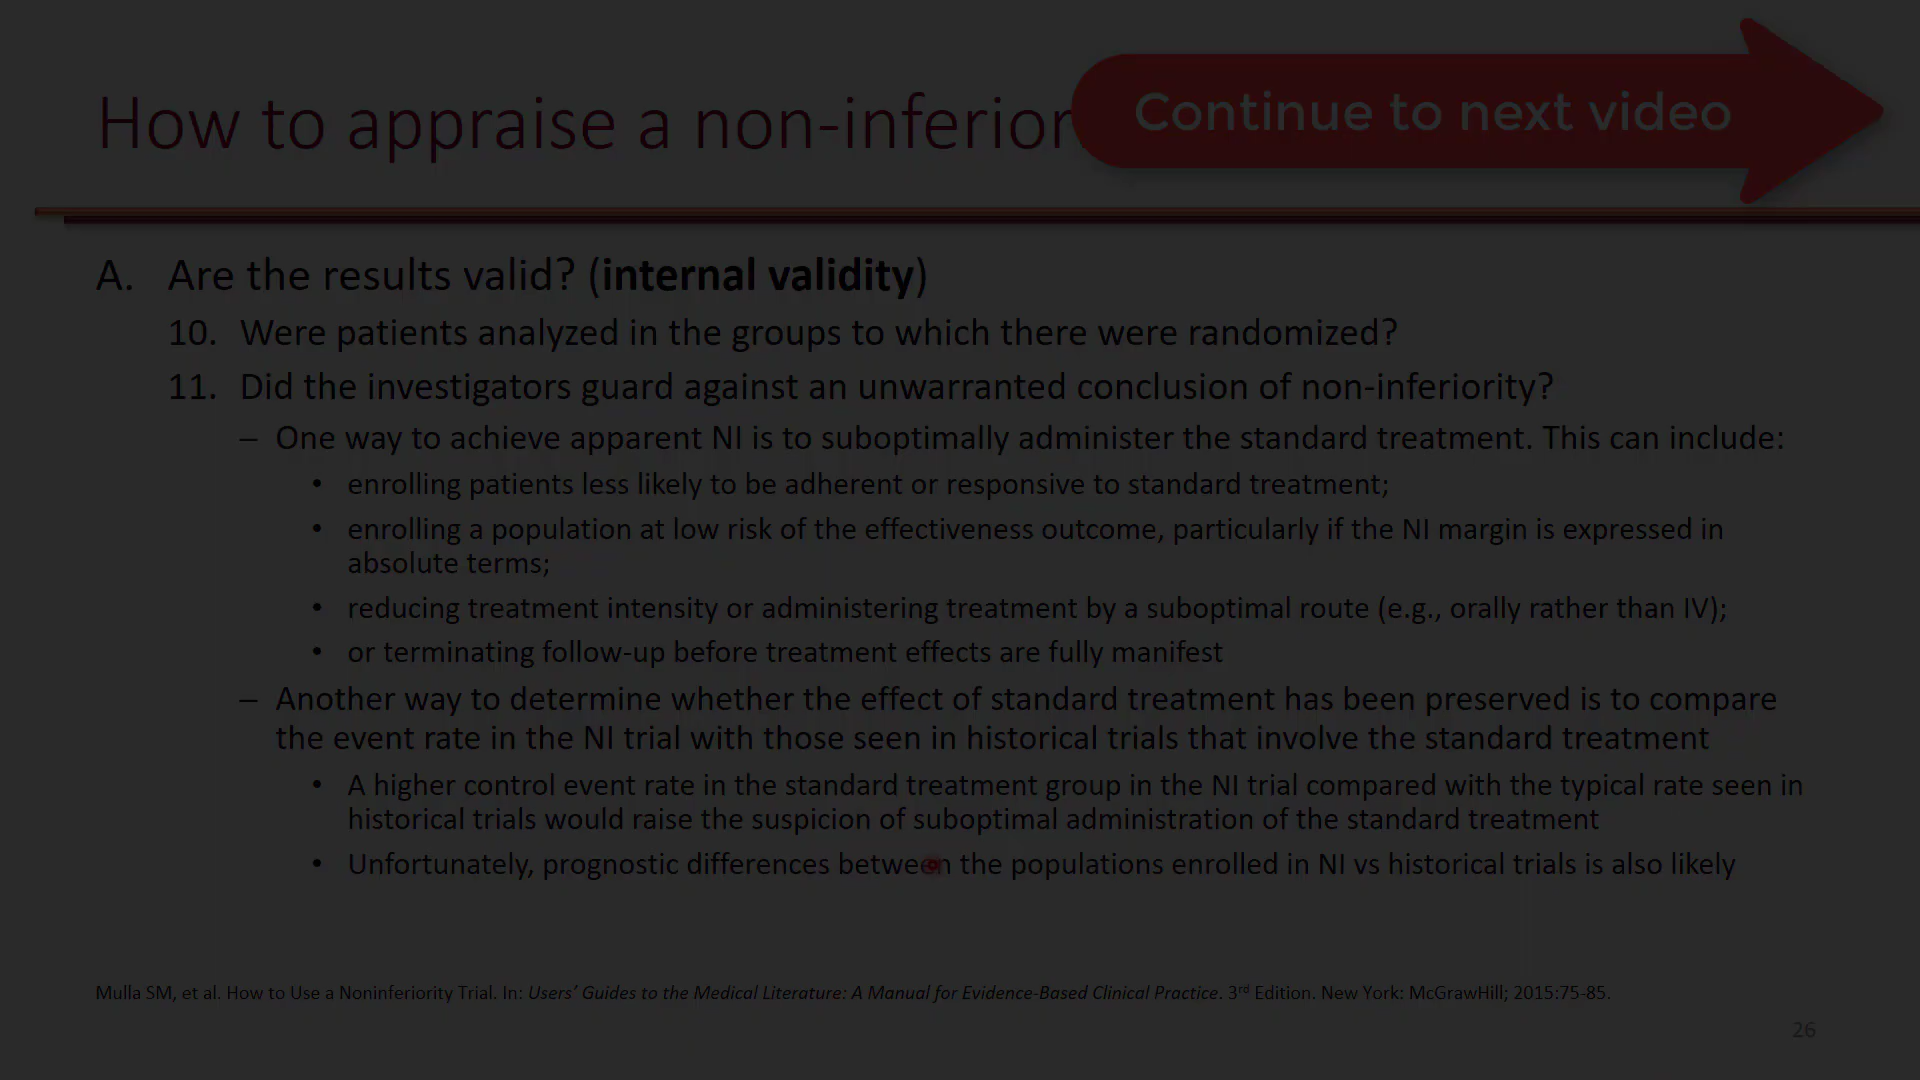 How to appraise a non-inferior
Continue to next video
A. Are the results valid? (internal validity)
10. Were patients analyzed in the groups to which there were randomized?
11. Did the investigators guard against an unwarranted conclusion of non-inferiority?
– One way to achieve apparent NI is to suboptimally administer the standard treatment. This can include:
• enrolling patients less likely to be adherent or responsive to standard treatment;
• enrolling a population at low risk of the effectiveness outcome, particularly if the NI margin is expressed in
absolute terms;
• reducing treatment intensity or administering treatment by a suboptimal route (e.g., orally rather than IV);
• or terminating follow-up before treatment effects are fully manifest
– Another way to determine whether the effect of standard treatment has been preserved is to compare
the event rate in the NI trial with those seen in historical trials that involve the standard treatment
• A higher control event rate in the standard treatment group in the NI trial compared with the typical rate seen in
historical trials would raise the suspicion of suboptimal administration of the standard treatment
• Unfortunately, prognostic differences between the populations enrolled in NI vs historical trials is also likely
Mulla SM, et al. How to Use a Noninferiority Trial. In: Users' Guides to the Medical Literature: A Manual for Evidence-Based Clinical Practice. 3rd Edition. New York: McGrawHill; 2015:75-85.
26